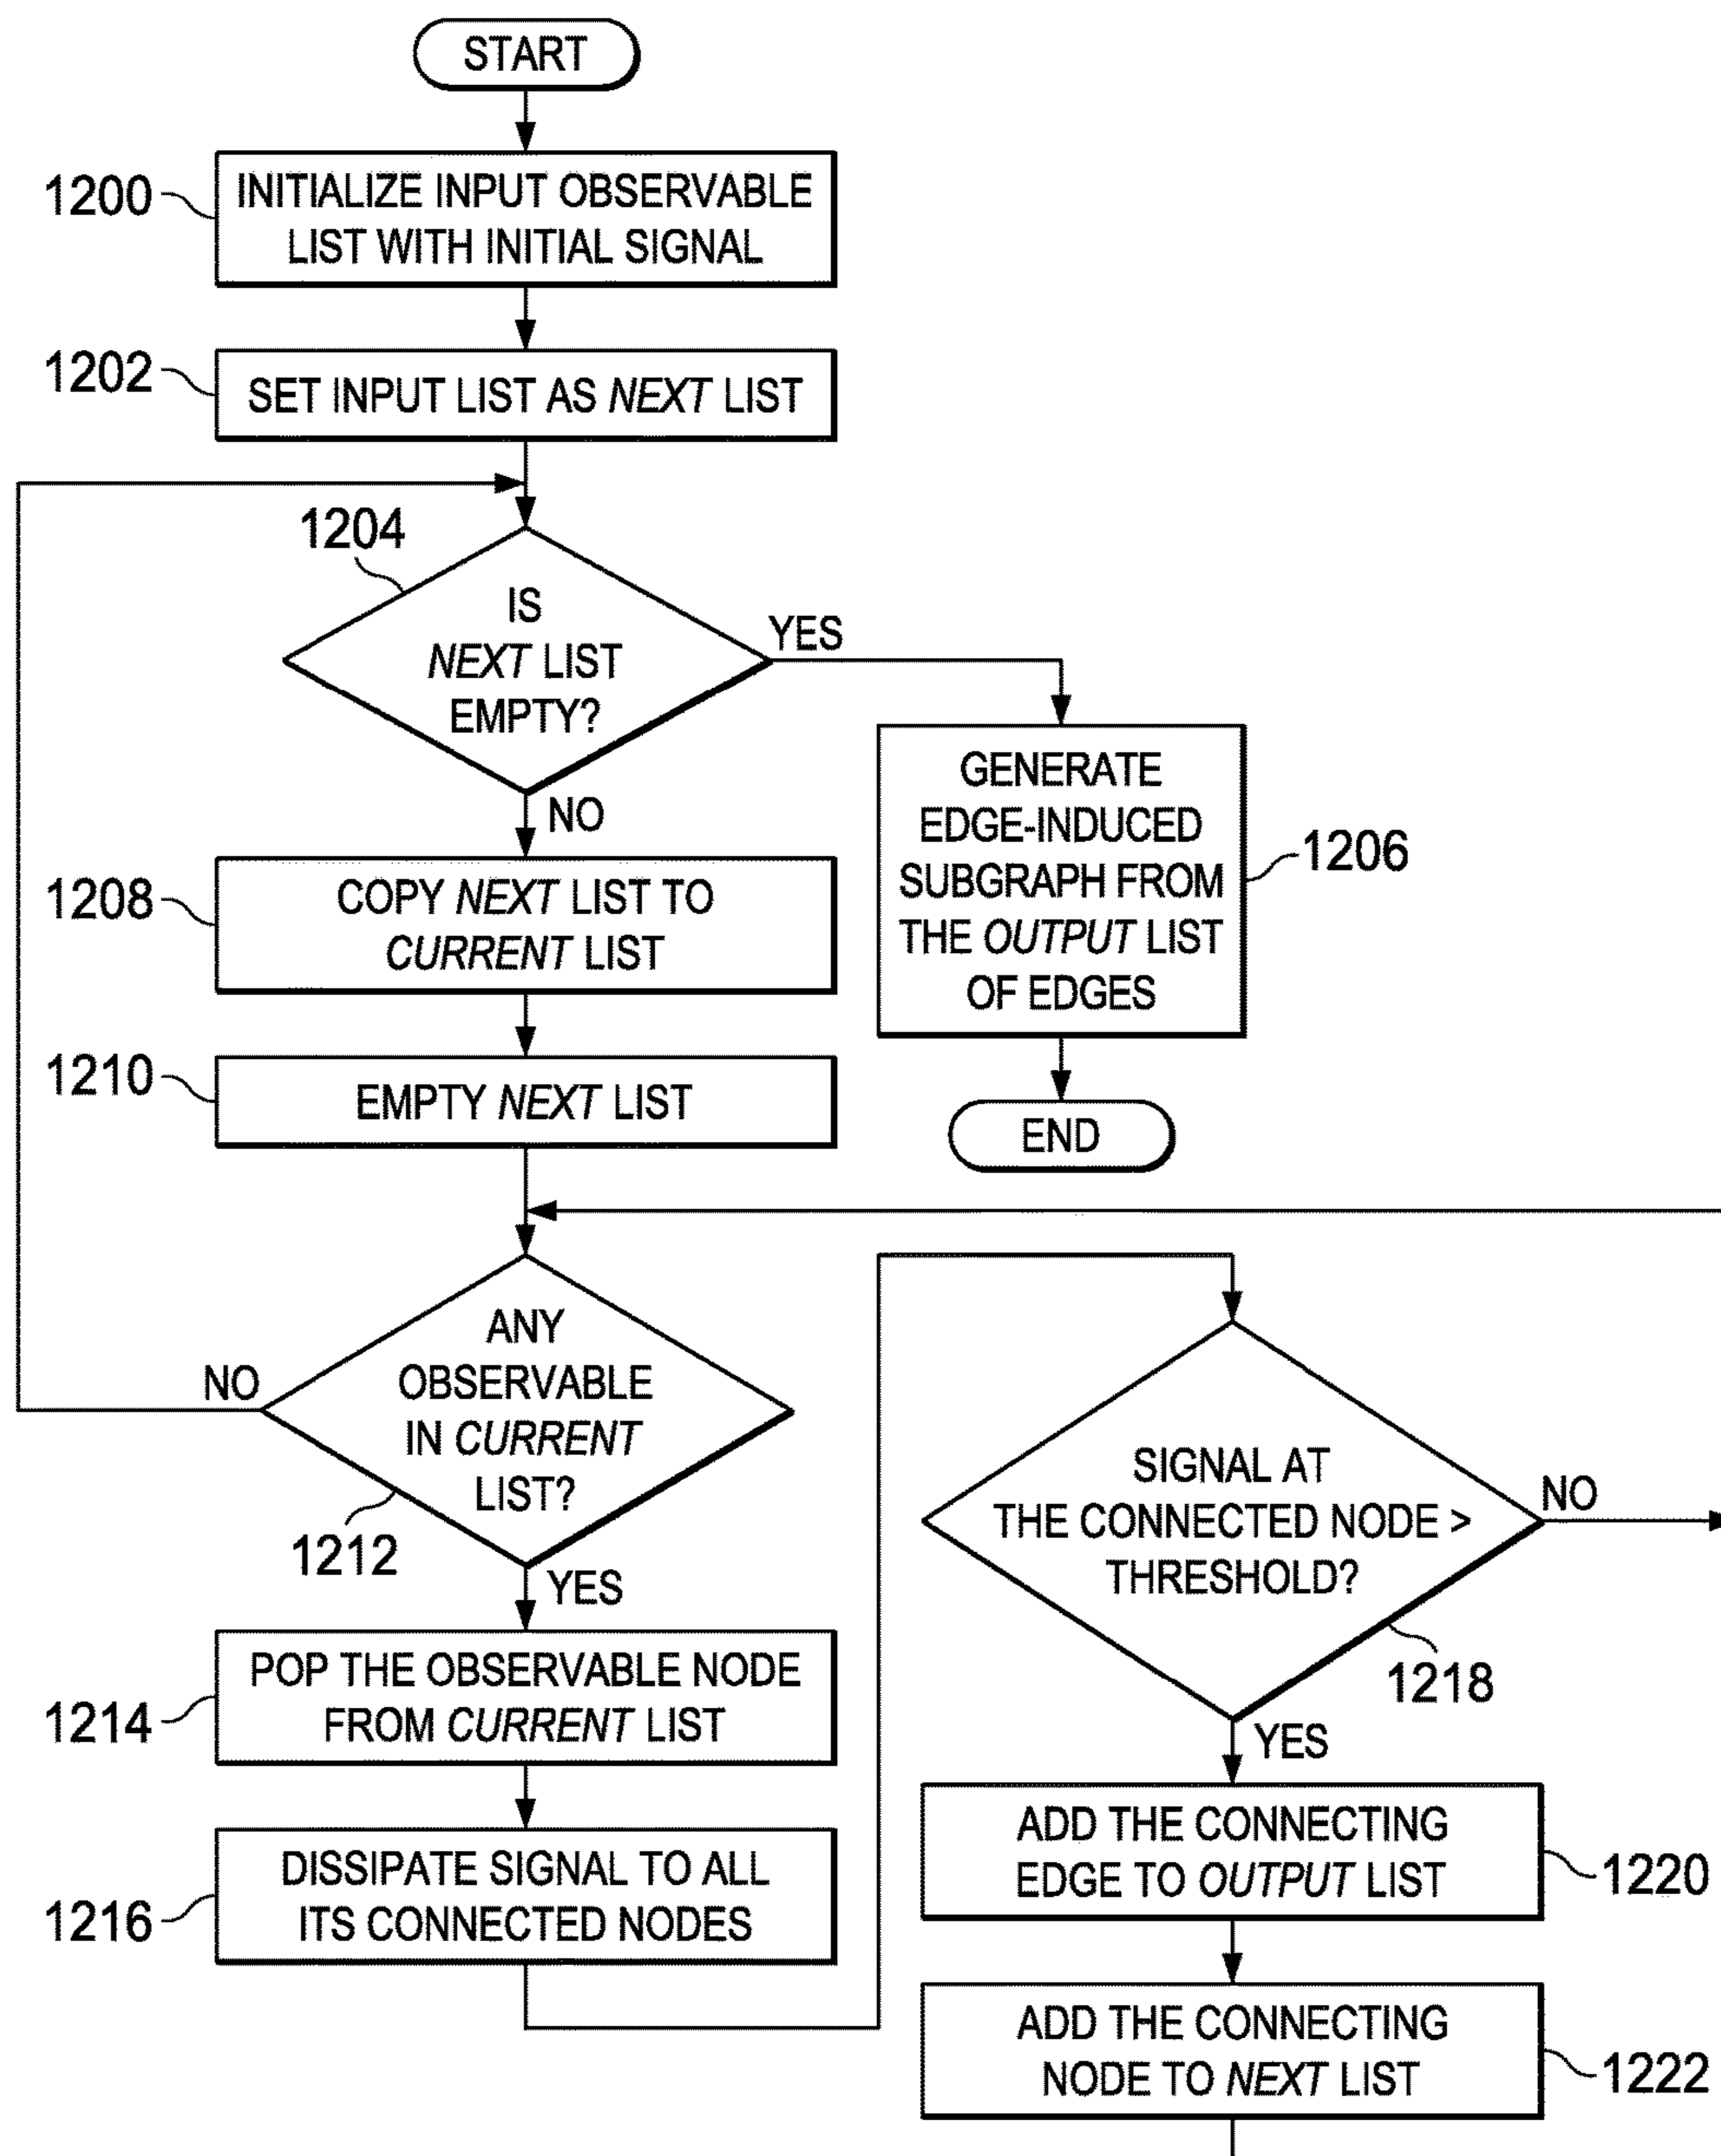 START
1200
INITIALIZE INPUT OBSERVABLE
LIST WITH INITIAL SIGNAL
1202
SET INPUT LIST AS NEXT LIST
1204
IS
NEXT LIST
EMPTY?
YES
NO
GENERATE
EDGE-INDUCED
SUBGRAPH FROM
THE OUTPUT LIST
OF EDGES
1206
1208
COPY NEXT LIST TO
CURRENT LIST
1210
EMPTY NEXT LIST
END
ANY
OBSERVABLE
IN CURRENT
LIST?
NO
1212
YES
1214
POP THE OBSERVABLE NODE
FROM CURRENT LIST
1216
DISSIPATE SIGNAL TO ALL
ITS CONNECTED NODES
SIGNAL AT
THE CONNECTED NODE >
THRESHOLD?
NO
1218
YES
ADD THE CONNECTING
EDGE TO OUTPUT LIST
1220
ADD THE CONNECTING
NODE TO NEXT LIST
1222